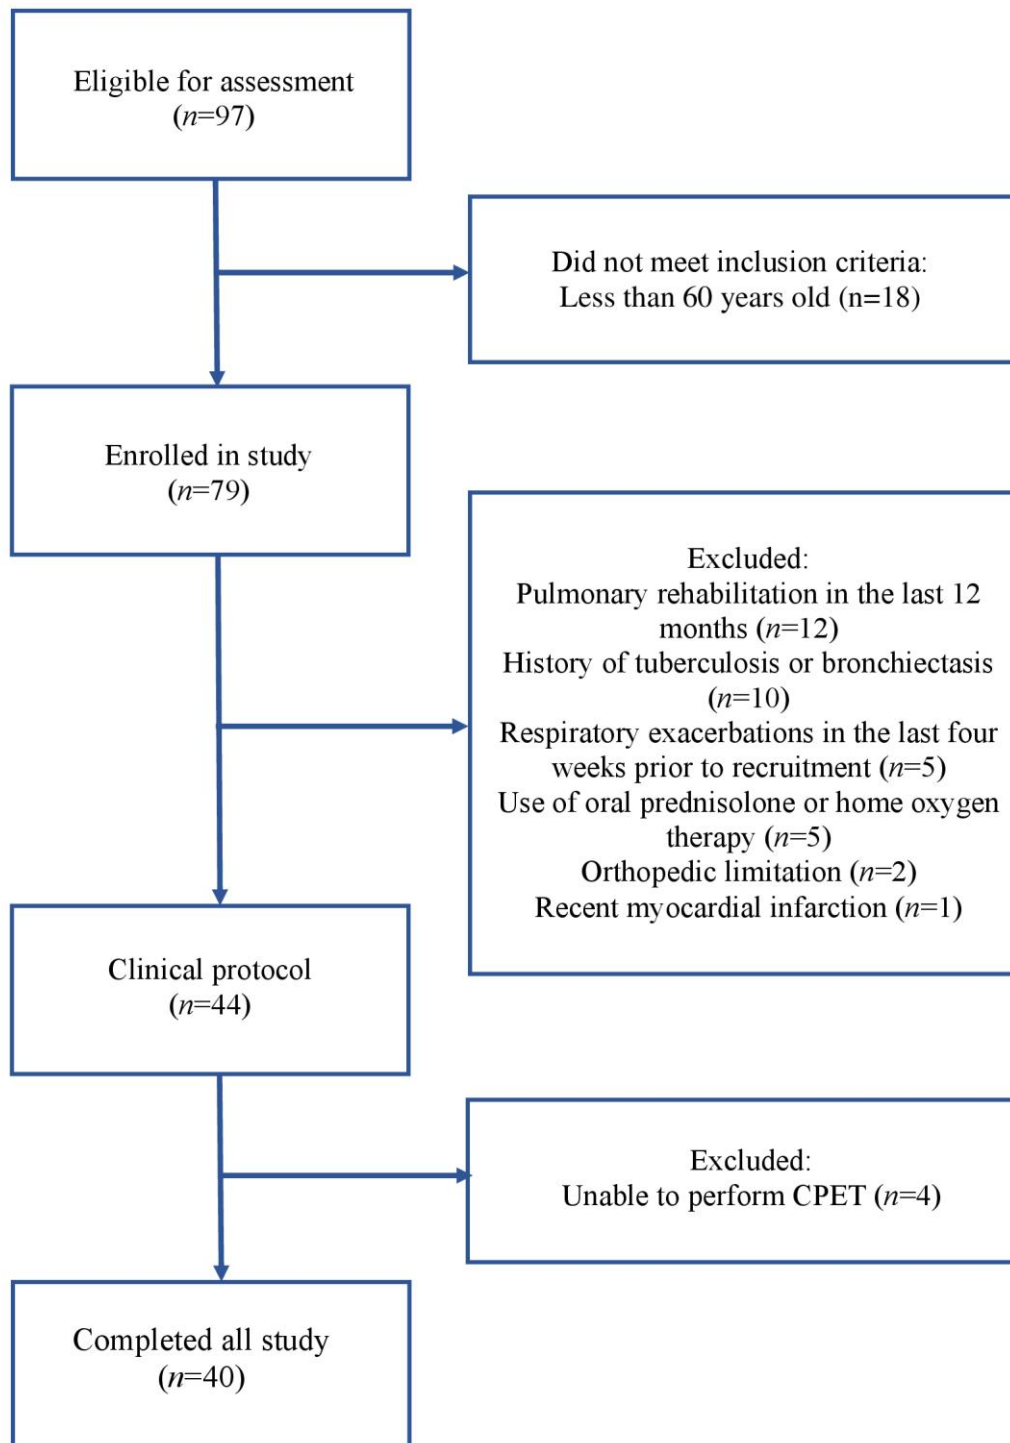 Eligible for assessment
(n=97)
Did not meet inclusion criteria:
Less than 60 years old (n=18)
Enrolled in study
(n=79)
Excluded:
Pulmonary rehabilitation in the last 12
months (n=12)
History of tuberculosis or bronchiectasis
(n=10)
Respiratory exacerbations in the last four
weeks prior to recruitment (n=5)
Use of oral prednisolone or home oxygen
therapy (n=5)
Orthopedic limitation (n=2)
Recent myocardial infarction (n=1)
Clinical protocol
(n=44)
Excluded:
Unable to perform CPET (n=4)
Completed all study
(n=40)